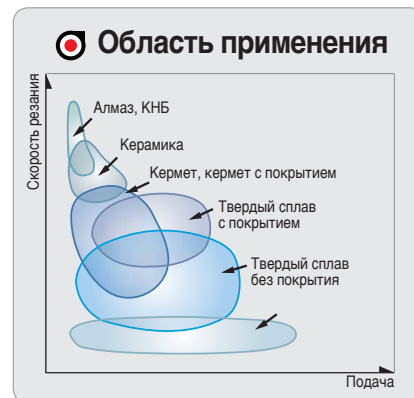 Область применения
Скорость резания
Алмаз, КНБ
Керамика
Кермет, кермет с покрытием
Твердый сплав
с покрытием
Твердый сплав
без покрытия
Подача